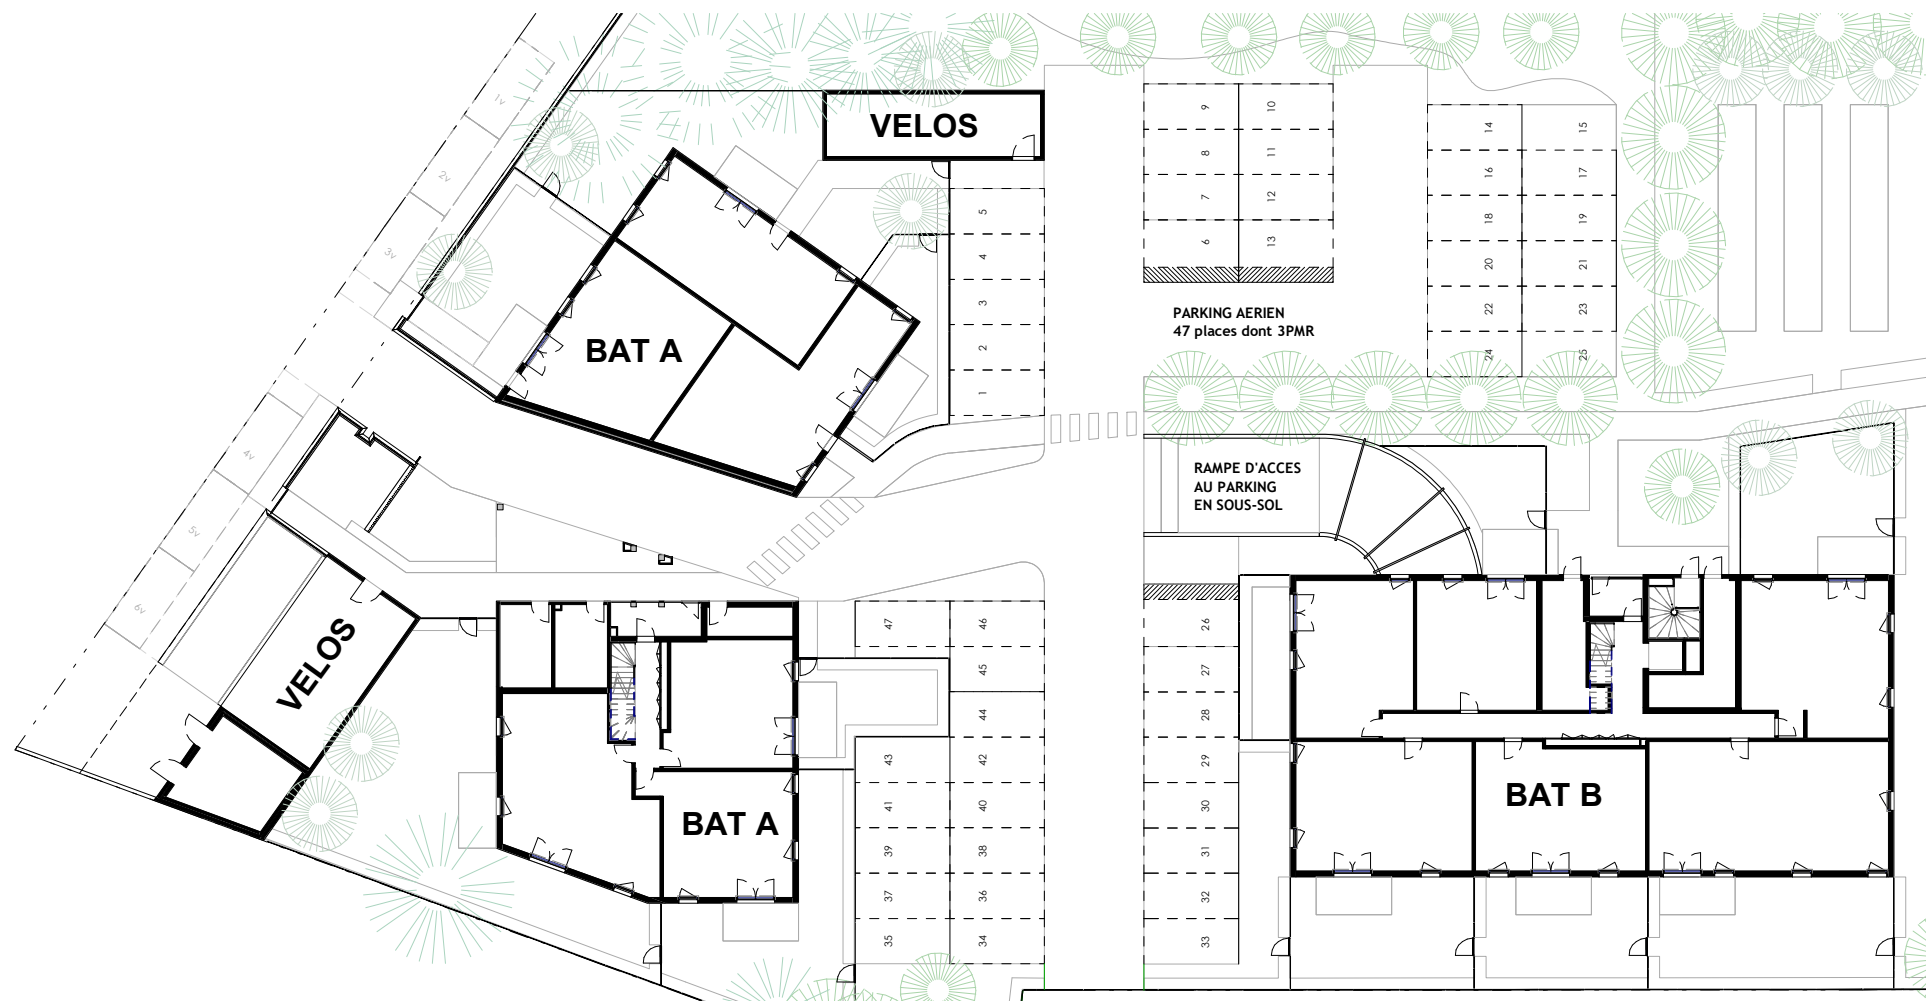 1v
2v
3v
4v
5v
6v
VELOS
BAT A
5
4
3
2
1
9
10
8
11
7
12
6
13
14
15
16
17
18
19
20
21
22
23
24
25
PARKING AERIEN
47 places dont 3PMR
RAMPE D'ACCES
AU PARKING
EN SOUS-SOL
VELOS
BAT A
47
46
45
44
43
42
41
40
39
38
37
36
35
34
26
27
28
29
30
31
32
33
BAT B